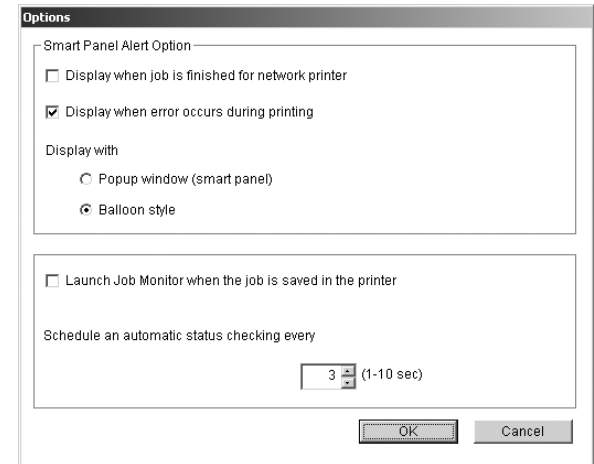 Options
Smart Panel Alert Option
Display when job is finished for network printer
Display when error occurs during printing
Display with
Popup window (smart panel)
Balloon style
Launch Job Monitor when the job is saved in the printer
Schedule an automatic status checking every
3 (1-10 sec)
OK Cancel